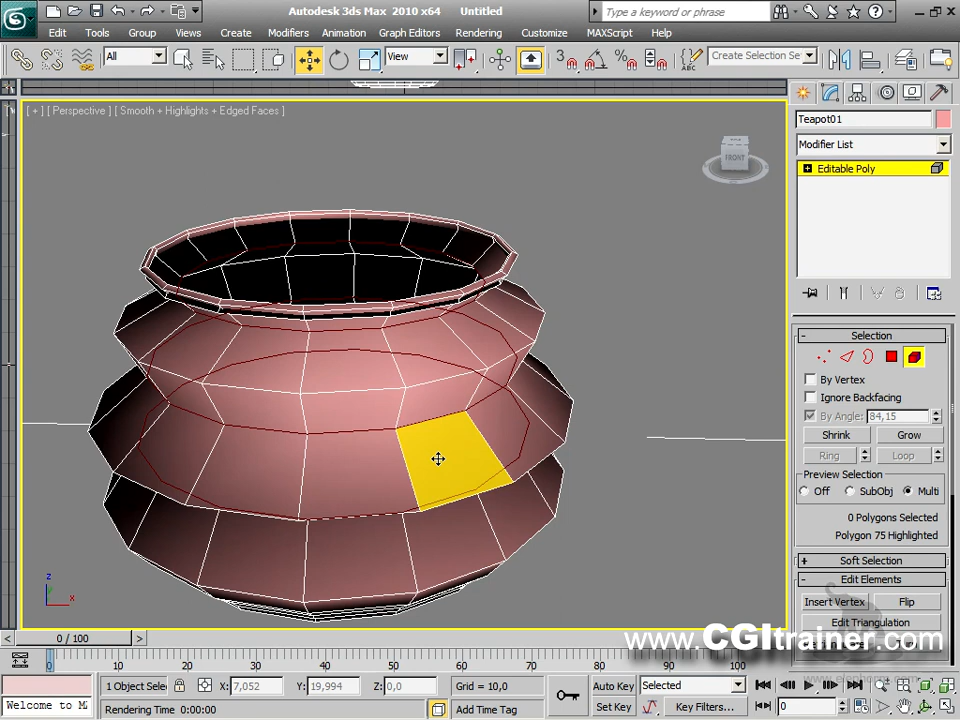 Autodesk 3ds Max 2010 x64 Untitled
Type a keyword or phrase
Edit Tools Group Views Create Modifiers Animation Graph Editors Rendering Customize MAXScript Help
All View 3 Create Selection Se
[ + ] [ Perspective ] [ Smooth + Highlights + Edged Faces ]
FRONT
Teapot01
Modifier List
Editable Poly
Selection
By Vertex
Ignore Backfacing
By Angle: 84,15
Shrink Grow
Ring Loop
Preview Selection
Off SubObj Multi
0 Polygons Selected
Polygon 75 Highlighted
Soft Selection
Edit Elements
Insert Vertex Flip
Edit Triangulation
z
x
www.CGItrainer.com
0 / 100
0 10 20 30 40 50 60 70 80 90 100
1 Object Selec X: 7,052 Y: 19,994 Z: 0,0 Grid = 10,0 Auto Key Selected
Welcome to M Rendering Time 0:00:00 Add Time Tag Set Key Key Filters... 0